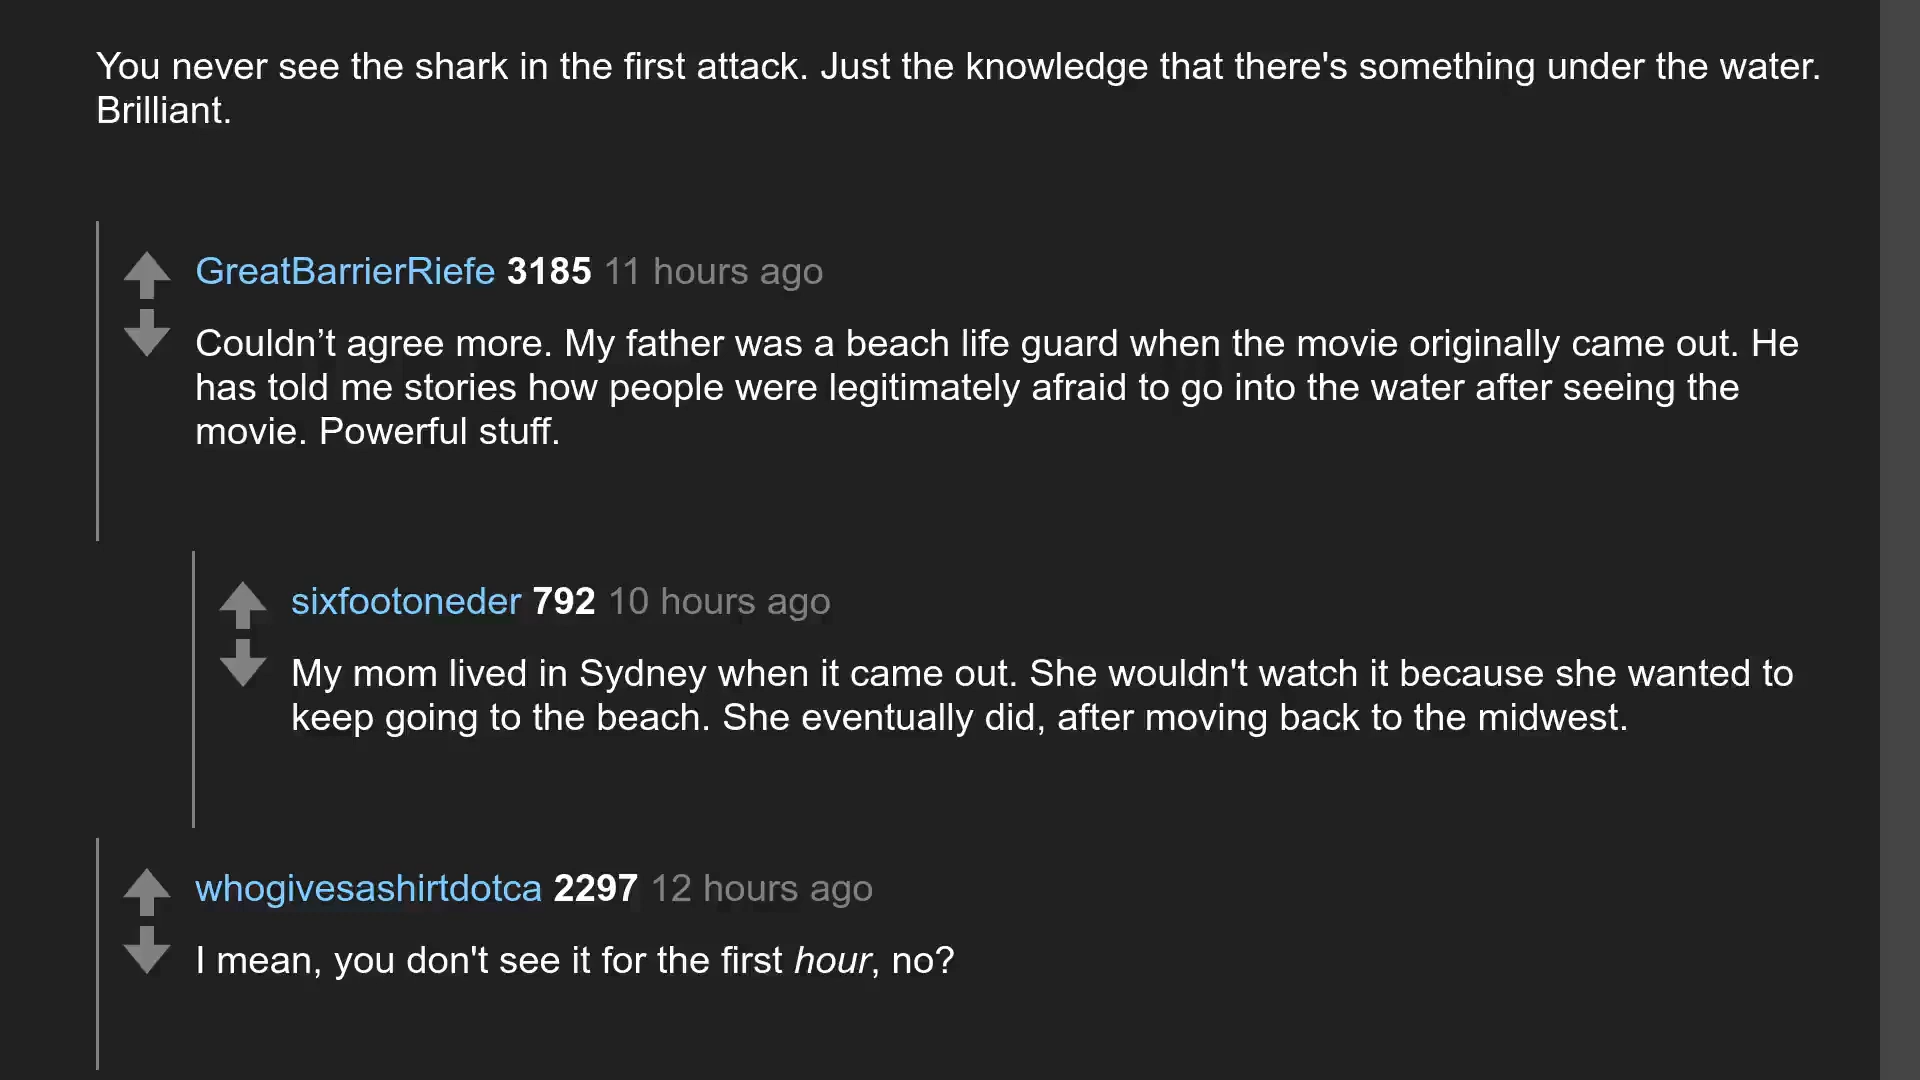 You never see the shark in the first attack. Just the knowledge that there's something under the water.
Brilliant.
GreatBarrierRiefe 3185 11 hours ago
Couldn’t agree more. My father was a beach life guard when the movie originally came out. He
has told me stories how people were legitimately afraid to go into the water after seeing the
movie. Powerful stuff.
sixfootoneder 792 10 hours ago
My mom lived in Sydney when it came out. She wouldn't watch it because she wanted to
keep going to the beach. She eventually did, after moving back to the midwest.
whogivesashirtdotca 2297 12 hours ago
I mean, you don't see it for the first hour, no?